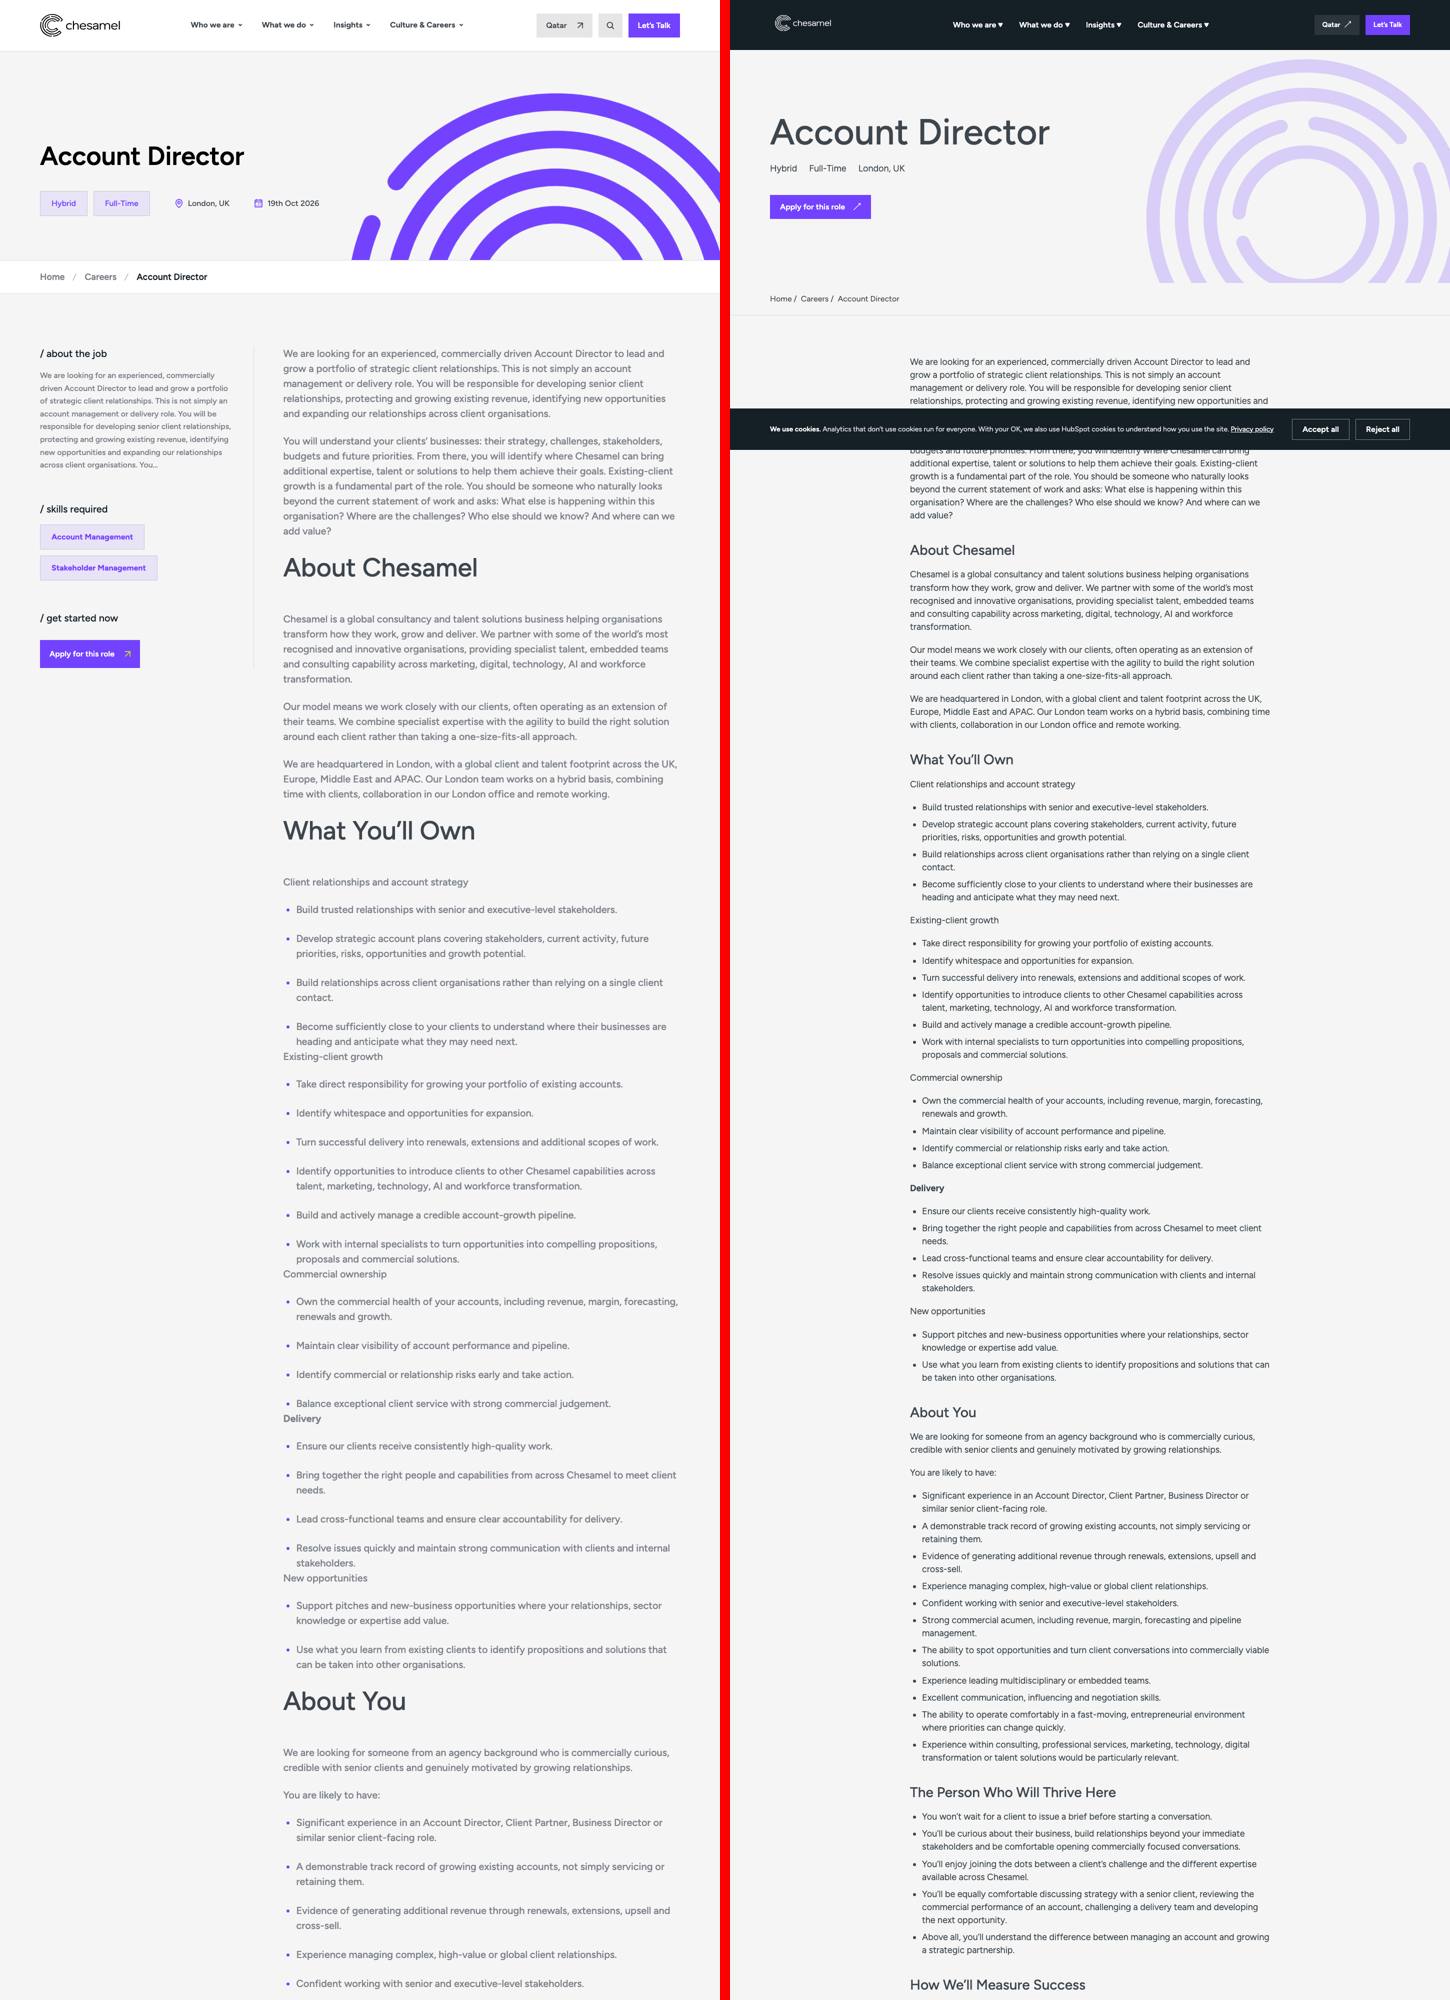 chesamel
Who we are
What we do
Insights
Culture & Careers
Qatar
Let's Talk
Account Director
Hybrid
Full-Time
London, UK
19th Oct 2026
Home / Careers / Account Director
/ about the job
We are looking for an experienced, commercially
driven Account Director to lead and grow a portfolio
of strategic client relationships. This is not simply an
account management or delivery role. You will be
responsible for developing senior client relationships,
protecting and growing existing revenue, identifying
new opportunities and expanding our relationships
across client organisations. You...
/ skills required
Account Management
Stakeholder Management
/ get started now
Apply for this role
We are looking for an experienced, commercially driven Account Director to lead and
grow a portfolio of strategic client relationships. This is not simply an account
management or delivery role. You will be responsible for developing senior client
relationships, protecting and growing existing revenue, identifying new opportunities
and expanding our relationships across client organisations.
You will understand your clients' businesses: their strategy, challenges, stakeholders,
budgets and future priorities. From there, you will identify where Chesamel can bring
additional expertise, talent or solutions to help them achieve their goals. Existing-client
growth is a fundamental part of the role. You should be someone who naturally looks
beyond the current statement of work and asks: What else is happening within this
organisation? Where are the challenges? Who else should we know? And where can we
add value?
About Chesamel
Chesamel is a global consultancy and talent solutions business helping organisations
transform how they work, grow and deliver. We partner with some of the world's most
recognised and innovative organisations, providing specialist talent, embedded teams
and consulting capability across marketing, digital, technology, AI and workforce
transformation.
Our model means we work closely with our clients, often operating as an extension of
their teams. We combine specialist expertise with the agility to build the right solution
around each client rather than taking a one-size-fits-all approach.
We are headquartered in London, with a global client and talent footprint across the UK,
Europe, Middle East and APAC. Our London team works on a hybrid basis, combining
time with clients, collaboration in our London office and remote working.
What You'll Own
Client relationships and account strategy
• Build trusted relationships with senior and executive-level stakeholders.
• Develop strategic account plans covering stakeholders, current activity, future
priorities, risks, opportunities and growth potential.
• Build relationships across client organisations rather than relying on a single client
contact.
• Become sufficiently close to your clients to understand where their businesses are
heading and anticipate what they may need next.
Existing-client growth
• Take direct responsibility for growing your portfolio of existing accounts.
• Identify whitespace and opportunities for expansion.
• Turn successful delivery into renewals, extensions and additional scopes of work.
• Identify opportunities to introduce clients to other Chesamel capabilities across
talent, marketing, technology, AI and workforce transformation.
• Build and actively manage a credible account-growth pipeline.
• Work with internal specialists to turn opportunities into compelling propositions,
proposals and commercial solutions.
Commercial ownership
• Own the commercial health of your accounts, including revenue, margin, forecasting,
renewals and growth.
• Maintain clear visibility of account performance and pipeline.
• Identify commercial or relationship risks early and take action.
• Balance exceptional client service with strong commercial judgement.
Delivery
• Ensure our clients receive consistently high-quality work.
• Bring together the right people and capabilities from across Chesamel to meet client
needs.
• Lead cross-functional teams and ensure clear accountability for delivery.
• Resolve issues quickly and maintain strong communication with clients and internal
stakeholders.
New opportunities
• Support pitches and new-business opportunities where your relationships, sector
knowledge or expertise add value.
• Use what you learn from existing clients to identify propositions and solutions that
can be taken into other organisations.
About You
We are looking for someone from an agency background who is commercially curious,
credible with senior clients and genuinely motivated by growing relationships.
You are likely to have:
• Significant experience in an Account Director, Client Partner, Business Director or
similar senior client-facing role.
• A demonstrable track record of growing existing accounts, not simply servicing or
retaining them.
• Evidence of generating additional revenue through renewals, extensions, upsell and
cross-sell.
• Experience managing complex, high-value or global client relationships.
• Confident working with senior and executive-level stakeholders.
chesamel
Who we are ▾
What we do ▾
Insights ▾
Culture & Careers ▾
Qatar
Let's Talk
Account Director
Hybrid
Full-Time
London, UK
Apply for this role
Home / Careers / Account Director
We are looking for an experienced, commercially driven Account Director to lead and
grow a portfolio of strategic client relationships. This is not simply an account
management or delivery role. You will be responsible for developing senior client
relationships, protecting and growing existing revenue, identifying new opportunities and
We use cookies. Analytics that don't use cookies run for everyone. With your OK, we also use HubSpot cookies to understand how you use the site. Privacy policy
Accept all
Reject all
budgets and future priorities. From there, you will identify where Chesamel can bring
additional expertise, talent or solutions to help them achieve their goals. Existing-client
growth is a fundamental part of the role. You should be someone who naturally looks
beyond the current statement of work and asks: What else is happening within this
organisation? Where are the challenges? Who else should we know? And where can we
add value?
About Chesamel
Chesamel is a global consultancy and talent solutions business helping organisations
transform how they work, grow and deliver. We partner with some of the world's most
recognised and innovative organisations, providing specialist talent, embedded teams
and consulting capability across marketing, digital, technology, AI and workforce
transformation.
Our model means we work closely with our clients, often operating as an extension of
their teams. We combine specialist expertise with the agility to build the right solution
around each client rather than taking a one-size-fits-all approach.
We are headquartered in London, with a global client and talent footprint across the UK,
Europe, Middle East and APAC. Our London team works on a hybrid basis, combining time
with clients, collaboration in our London office and remote working.
What You'll Own
Client relationships and account strategy
• Build trusted relationships with senior and executive-level stakeholders.
• Develop strategic account plans covering stakeholders, current activity, future
priorities, risks, opportunities and growth potential.
• Build relationships across client organisations rather than relying on a single client
contact.
• Become sufficiently close to your clients to understand where their businesses are
heading and anticipate what they may need next.
Existing-client growth
• Take direct responsibility for growing your portfolio of existing accounts.
• Identify whitespace and opportunities for expansion.
• Turn successful delivery into renewals, extensions and additional scopes of work.
• Identify opportunities to introduce clients to other Chesamel capabilities across
talent, marketing, technology, AI and workforce transformation.
• Build and actively manage a credible account-growth pipeline.
• Work with internal specialists to turn opportunities into compelling propositions,
proposals and commercial solutions.
Commercial ownership
• Own the commercial health of your accounts, including revenue, margin, forecasting,
renewals and growth.
• Maintain clear visibility of account performance and pipeline.
• Identify commercial or relationship risks early and take action.
• Balance exceptional client service with strong commercial judgement.
Delivery
• Ensure our clients receive consistently high-quality work.
• Bring together the right people and capabilities from across Chesamel to meet client
needs.
• Lead cross-functional teams and ensure clear accountability for delivery.
• Resolve issues quickly and maintain strong communication with clients and internal
stakeholders.
New opportunities
• Support pitches and new-business opportunities where your relationships, sector
knowledge or expertise add value.
• Use what you learn from existing clients to identify propositions and solutions that can
be taken into other organisations.
About You
We are looking for someone from an agency background who is commercially curious,
credible with senior clients and genuinely motivated by growing relationships.
You are likely to have:
• Significant experience in an Account Director, Client Partner, Business Director or
similar senior client-facing role.
• A demonstrable track record of growing existing accounts, not simply servicing or
retaining them.
• Evidence of generating additional revenue through renewals, extensions, upsell and
cross-sell.
• Experience managing complex, high-value or global client relationships.
• Confident working with senior and executive-level stakeholders.
• Strong commercial acumen, including revenue, margin, forecasting and pipeline
management.
• The ability to spot opportunities and turn client conversations into commercially viable
solutions.
• Experience leading multidisciplinary or embedded teams.
• Excellent communication, influencing and negotiation skills.
• The ability to operate comfortably in a fast-moving, entrepreneurial environment
where priorities can change quickly.
• Experience within consulting, professional services, marketing, technology, digital
transformation or talent solutions would be particularly relevant.
The Person Who Will Thrive Here
• You won't wait for a client to issue a brief before starting a conversation.
• You'll be curious about their business, build relationships beyond your immediate
stakeholders and be comfortable opening commercially focused conversations.
• You'll enjoy joining the dots between a client's challenge and the different expertise
available across Chesamel.
• You'll be equally comfortable discussing strategy with a senior client, reviewing the
commercial performance of an account, challenging a delivery team and developing
the next opportunity.
• Above all, you'll understand the difference between managing an account and growing
a strategic partnership.
How We'll Measure Success